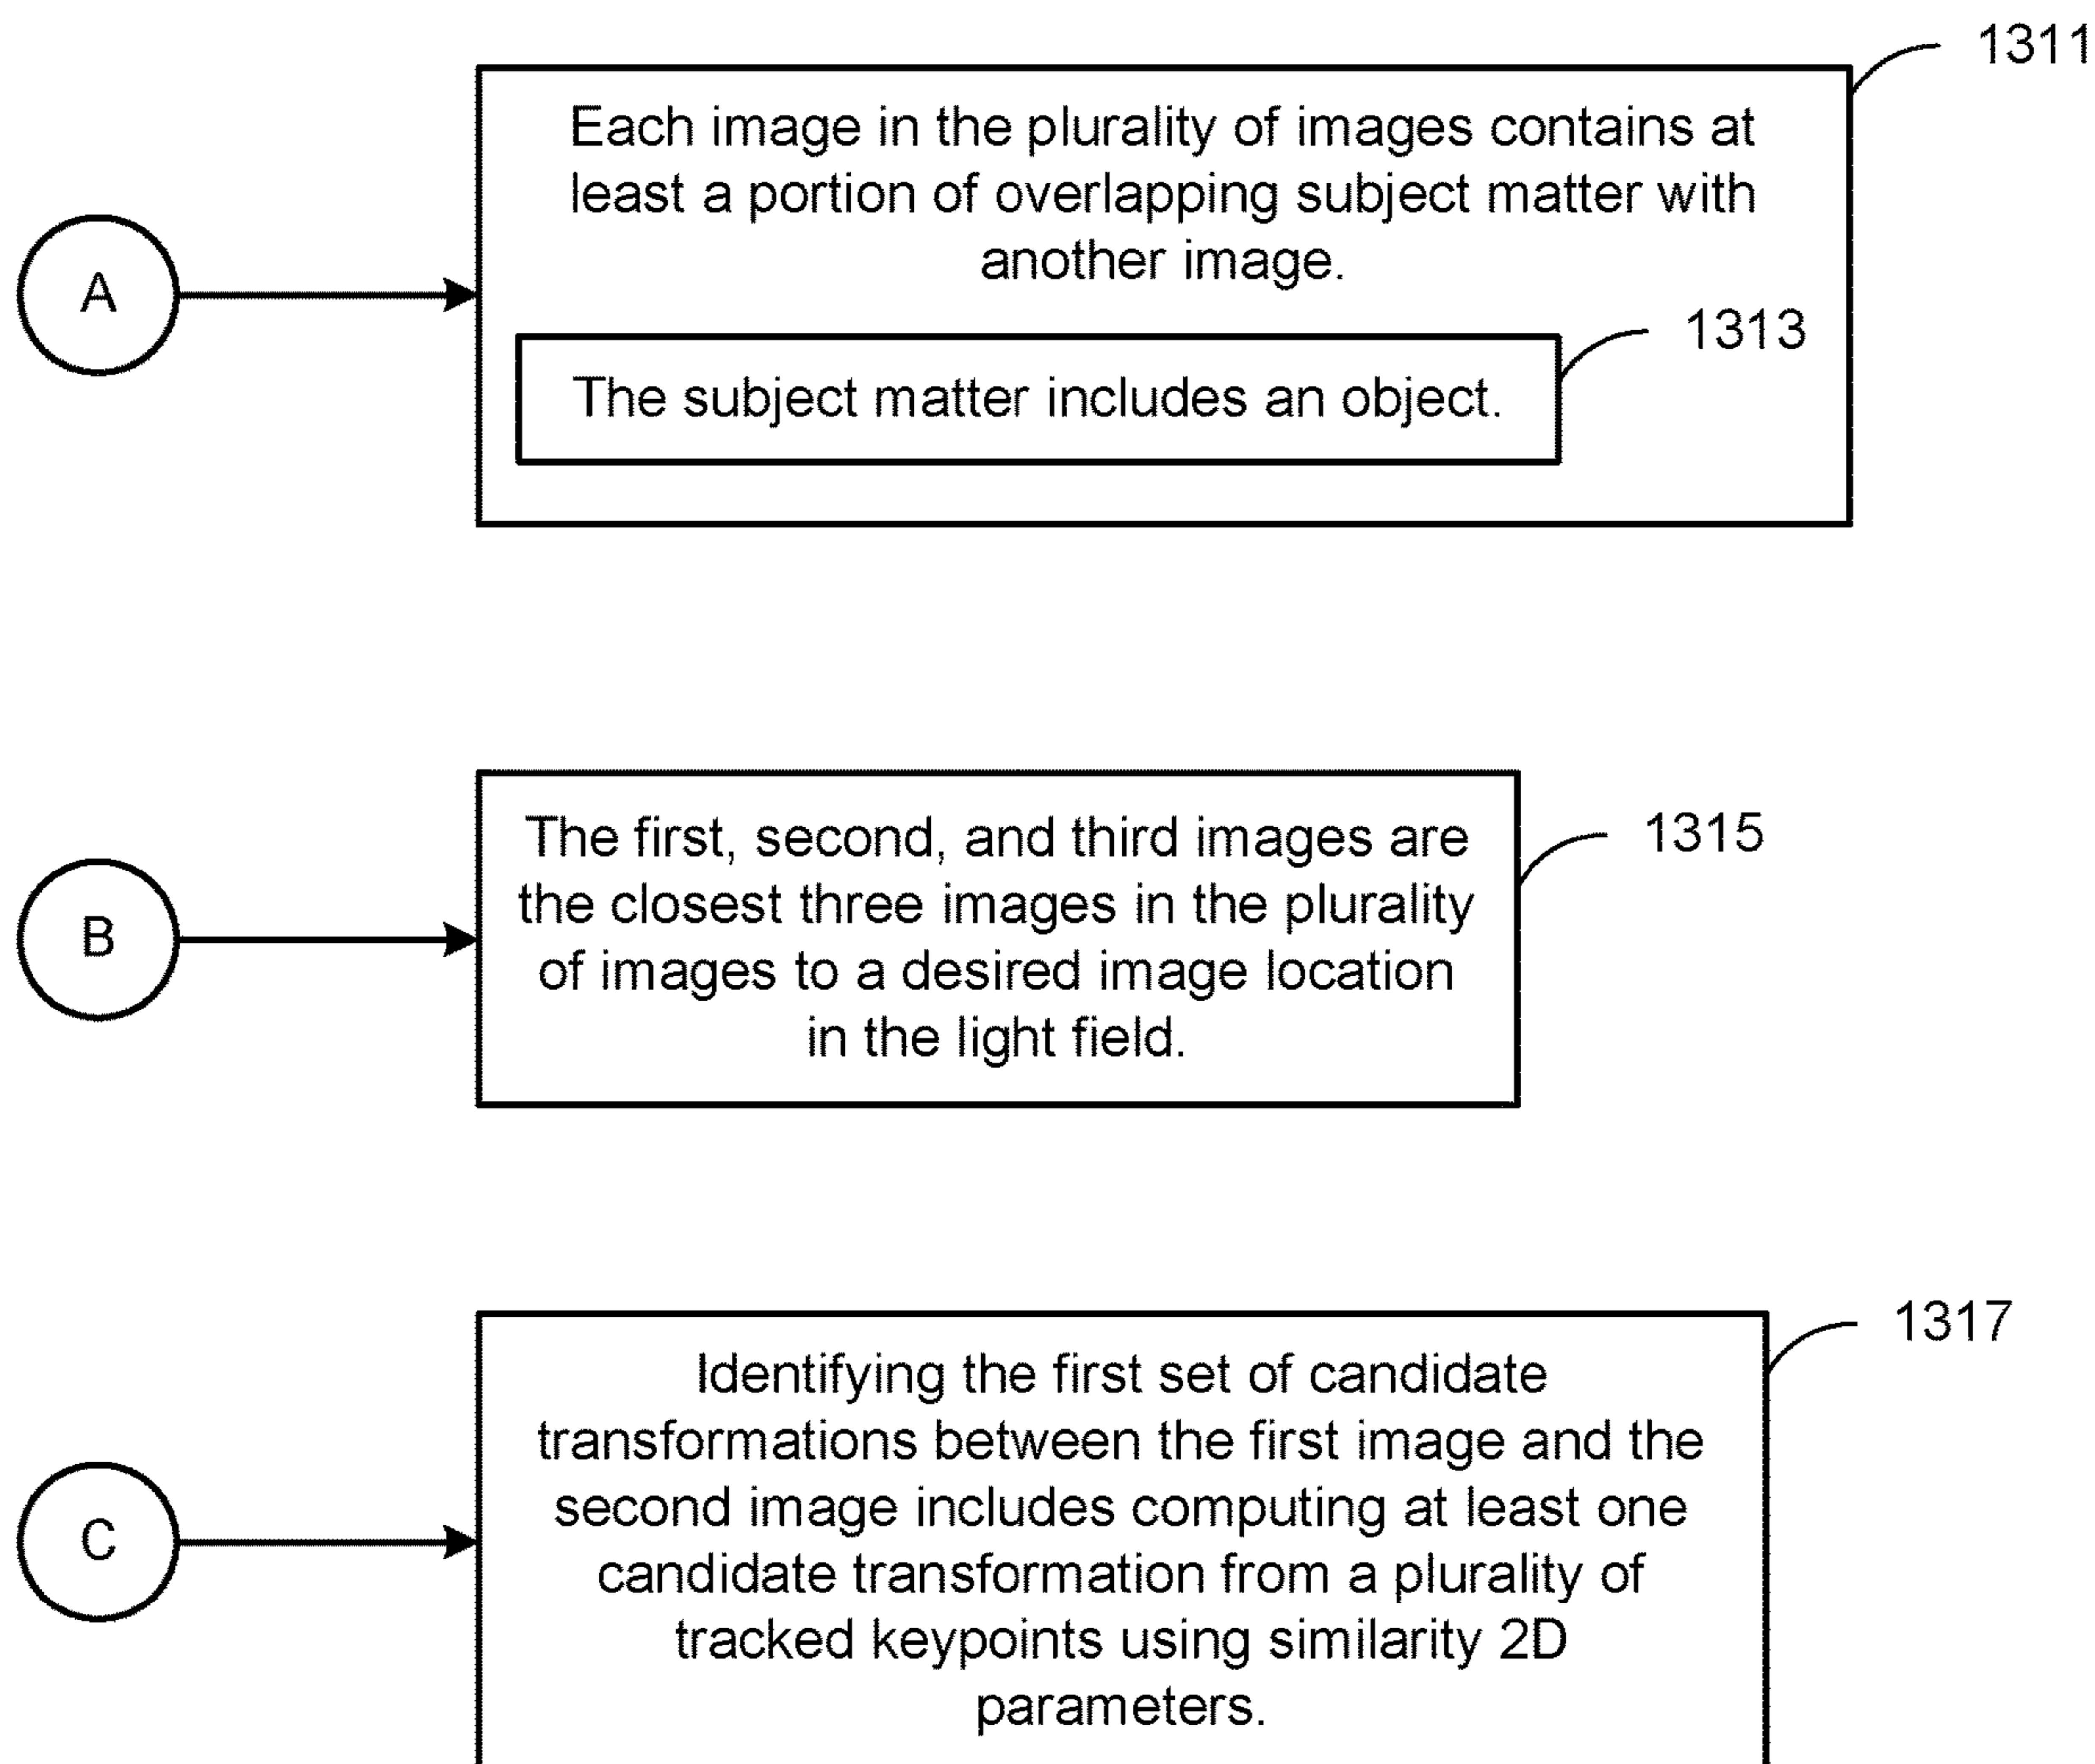 1311
Each image in the plurality of images contains at
least a portion of overlapping subject matter with
another image.
A
1313
The subject matter includes an object.
The first, second, and third images are
1315
the closest three images in the plurality
B
of images to a desired image location
in the light field.
1317
Identifying the first set of candidate
transformations between the first image and the
second image includes computing at least one
C
candidate transformation from a plurality of
tracked keypoints using similarity 2D
parameters.